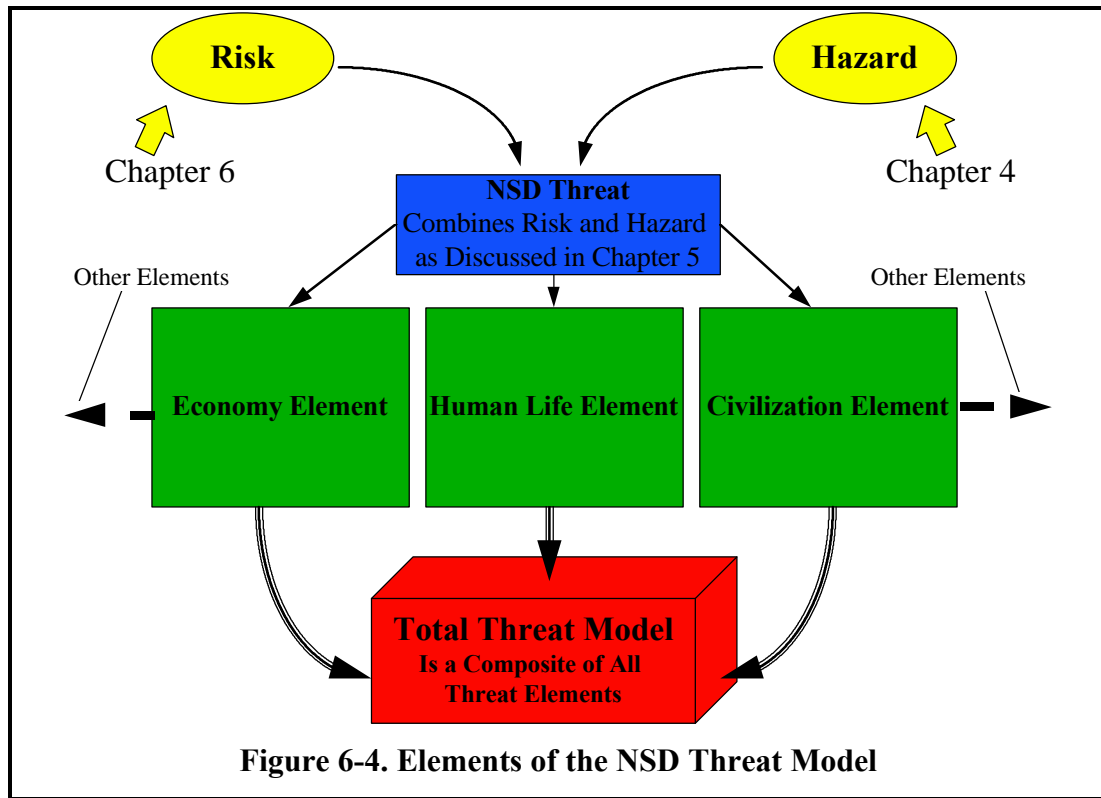 Risk
Hazard
Chapter 6
Chapter 4
NSD Threat
Combines Risk and Hazard
as Discussed in Chapter 5
Other Elements
Other Elements
Economy Element
Human Life Element
Civilization Element
Total Threat Model
Is a Composite of All
Threat Elements
Figure 6-4. Elements of the NSD Threat Model